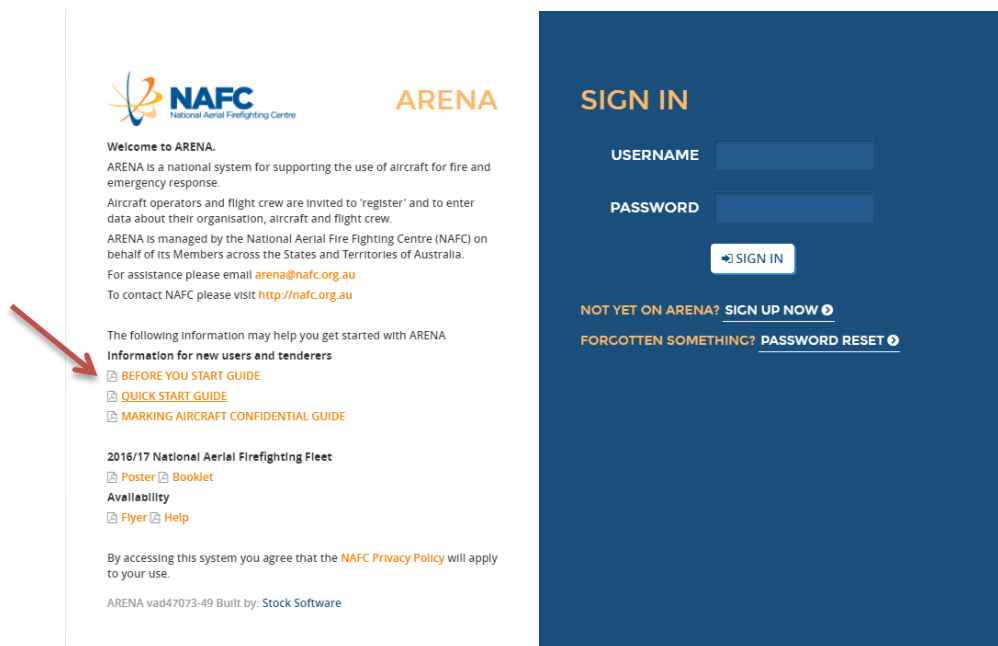 NAFC
National Aerial Firefighting Centre
ARENA
Welcome to ARENA.
ARENA is a national system for supporting the use of aircraft for fire and
emergency response.
Aircraft operators and flight crew are invited to 'register' and to enter
data about their organisation, aircraft and flight crew.
ARENA is managed by the National Aerial Fire Fighting Centre (NAFC) on
behalf of its Members across the States and Territories of Australia.
For assistance please email arena@nafc.org.au
To contact NAFC please visit http://nafc.org.au
The following information may help you get started with ARENA
Information for new users and tenderers
BEFORE YOU START GUIDE
QUICK START GUIDE
MARKING AIRCRAFT CONFIDENTIAL GUIDE
2016/17 National Aerial Firefighting Fleet
Poster Booklet
Availability
Flyer Help
By accessing this system you agree that the NAFC Privacy Policy will apply
to your use.
ARENA vad47073-49 Built by: Stock Software
SIGN IN
USERNAME
PASSWORD
SIGN IN
NOT YET ON ARENA? SIGN UP NOW
FORGOTTEN SOMETHING? PASSWORD RESET